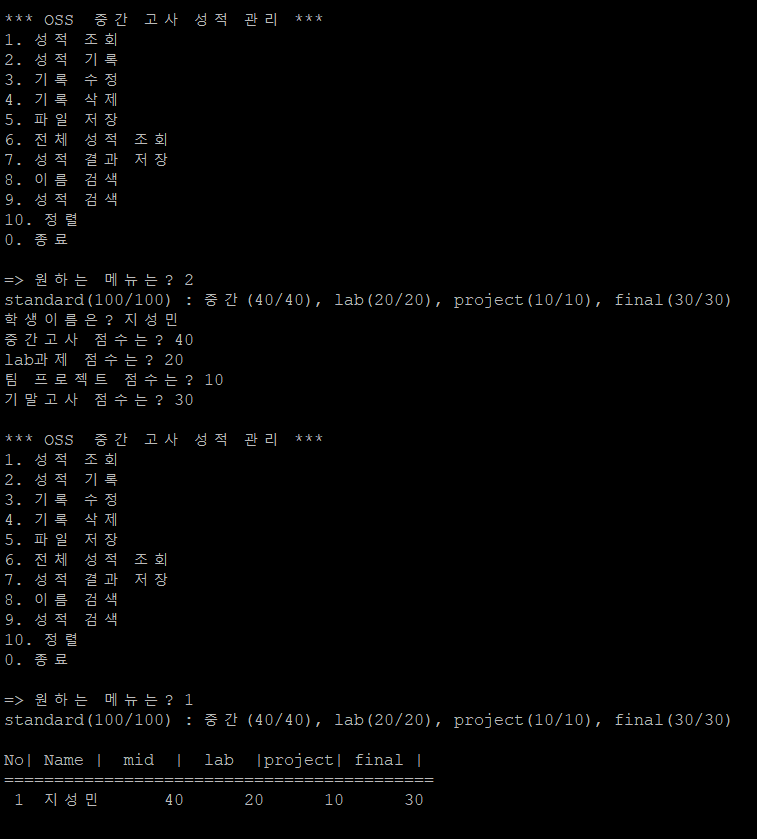 *** OSS 중간 고사 성적 관리 ***
1. 성적 조회
2. 성적 기록
3. 기록 수정
4. 기록 삭제
5. 파일 저장
6. 전체 성적 조회
7. 성적 결과 저장
8. 이름 검색
9. 성적 검색
10. 정렬
0. 종료
=> 원하는 메뉴는? 2
standard(100/100) : 중간(40/40), lab(20/20), project(10/10), final(30/30)
학생이름은? 지성민
중간고사 점수는? 40
lab과제 점수는? 20
팀 프로젝트 점수는? 10
기말고사 점수는? 30
*** OSS 중간 고사 성적 관리 ***
1. 성적 조회
2. 성적 기록
3. 기록 수정
4. 기록 삭제
5. 파일 저장
6. 전체 성적 조회
7. 성적 결과 저장
8. 이름 검색
9. 성적 검색
10. 정렬
0. 종료
=> 원하는 메뉴는? 1
standard(100/100) : 중간(40/40), lab(20/20), project(10/10), final(30/30)
No| Name | mid | lab |project| final |
===========================================
1 지성민 40 20 10 30